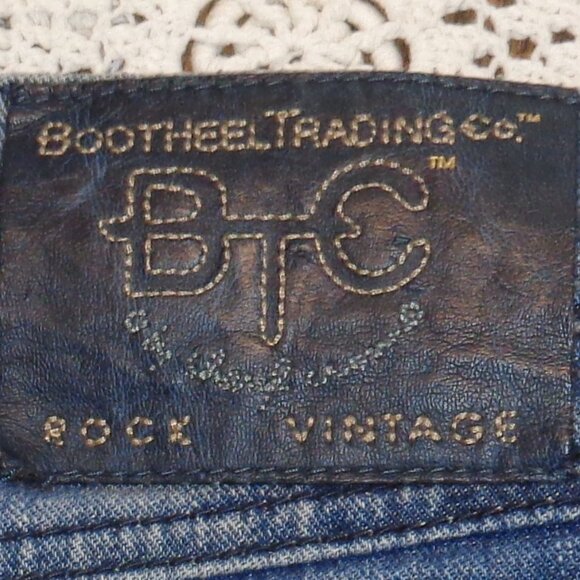 BOOTHEELTRADINGCO.™
BTC™
ROCK VINTAGE